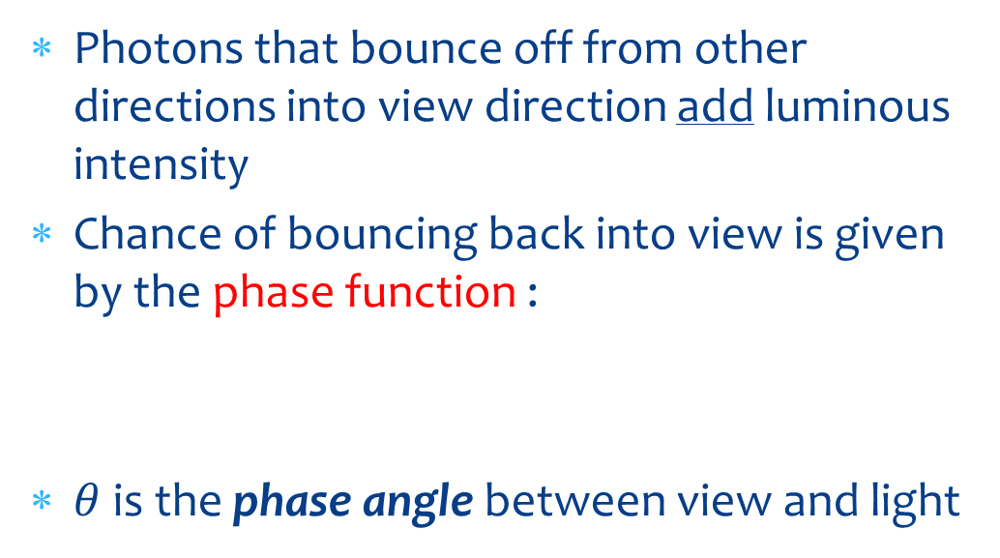 * Photons that bounce off from other
directions into view direction add luminous
intensity
* Chance of bouncing back into view is given
by the phase function :
* θ is the phase angle between view and light